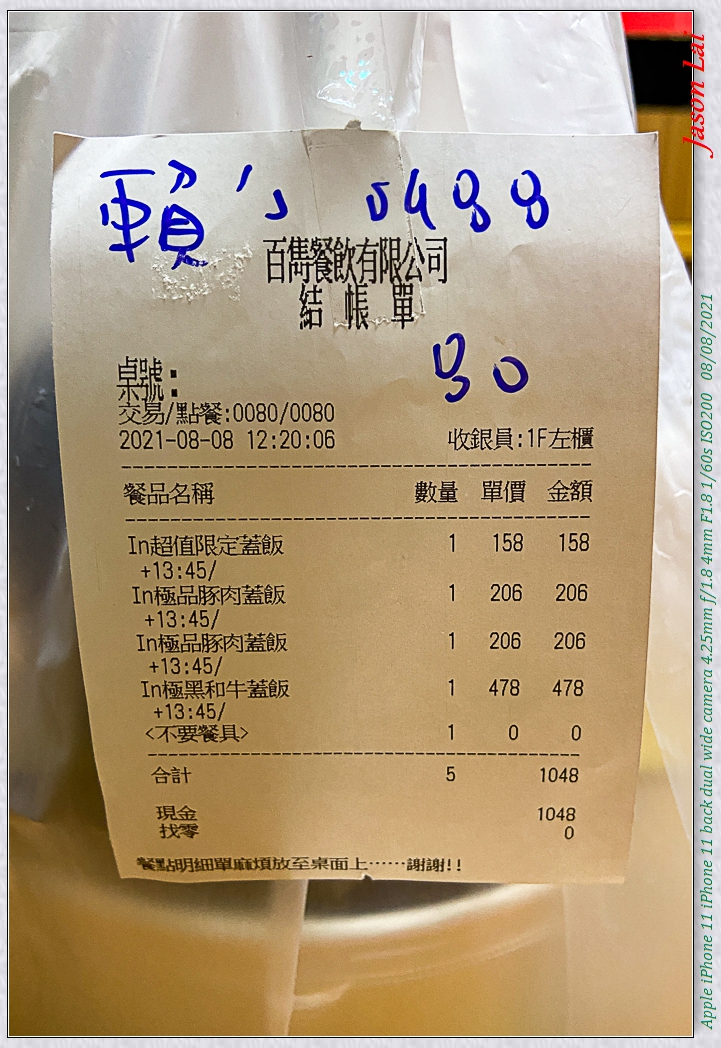 賴's 5488
百雋餐飲有限公司
結 帳 單
桌號:
80
交易/點餐:0080/0080
2021-08-08 12:20:06 收銀員:1F左櫃
餐品名稱 數量 單價 金額
In超值限定蓋飯 1 158 158
+13:45/
In極品豚肉蓋飯 1 206 206
+13:45/
In極品豚肉蓋飯 1 206 206
+13:45/
In極黑和牛蓋飯 1 478 478
+13:45/
<不要餐具> 1 0 0
合計 5 1048
現金 1048
找零 0
餐點明細單麻煩放至桌面上……謝謝!!
Jason Lai
Apple iPhone 11 iPhone 11 back dual wide camera 4.25mm f/1.8 4mm F1.8 1/60s ISO200 08/08/2021